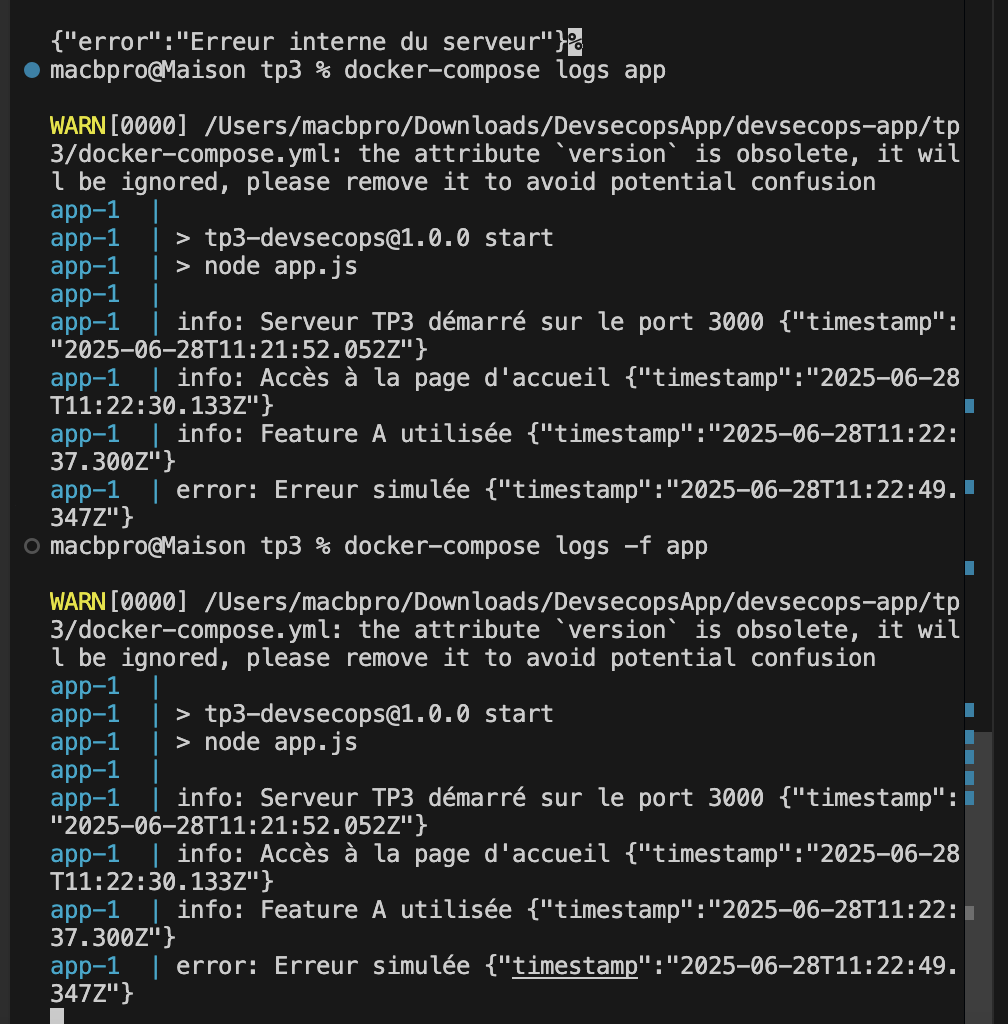 {"error":"Erreur interne du serveur"}%
macbpro@Maison tp3 % docker-compose logs app
WARN[0000] /Users/macbpro/Downloads/DevsecopsApp/devsecops-app/tp
3/docker-compose.yml: the attribute `version` is obsolete, it wil
l be ignored, please remove it to avoid potential confusion
app-1  |
app-1  | > tp3-devsecops@1.0.0 start
app-1  | > node app.js
app-1  |
app-1  | info: Serveur TP3 démarré sur le port 3000 {"timestamp":
"2025-06-28T11:21:52.052Z"}
app-1  | info: Accès à la page d'accueil {"timestamp":"2025-06-28
T11:22:30.133Z"}
app-1  | info: Feature A utilisée {"timestamp":"2025-06-28T11:22:
37.300Z"}
app-1  | error: Erreur simulée {"timestamp":"2025-06-28T11:22:49.
347Z"}
macbpro@Maison tp3 % docker-compose logs -f app
WARN[0000] /Users/macbpro/Downloads/DevsecopsApp/devsecops-app/tp
3/docker-compose.yml: the attribute `version` is obsolete, it wil
l be ignored, please remove it to avoid potential confusion
app-1  |
app-1  | > tp3-devsecops@1.0.0 start
app-1  | > node app.js
app-1  |
app-1  | info: Serveur TP3 démarré sur le port 3000 {"timestamp":
"2025-06-28T11:21:52.052Z"}
app-1  | info: Accès à la page d'accueil {"timestamp":"2025-06-28
T11:22:30.133Z"}
app-1  | info: Feature A utilisée {"timestamp":"2025-06-28T11:22:
37.300Z"}
app-1  | error: Erreur simulée {"timestamp":"2025-06-28T11:22:49.
347Z"}